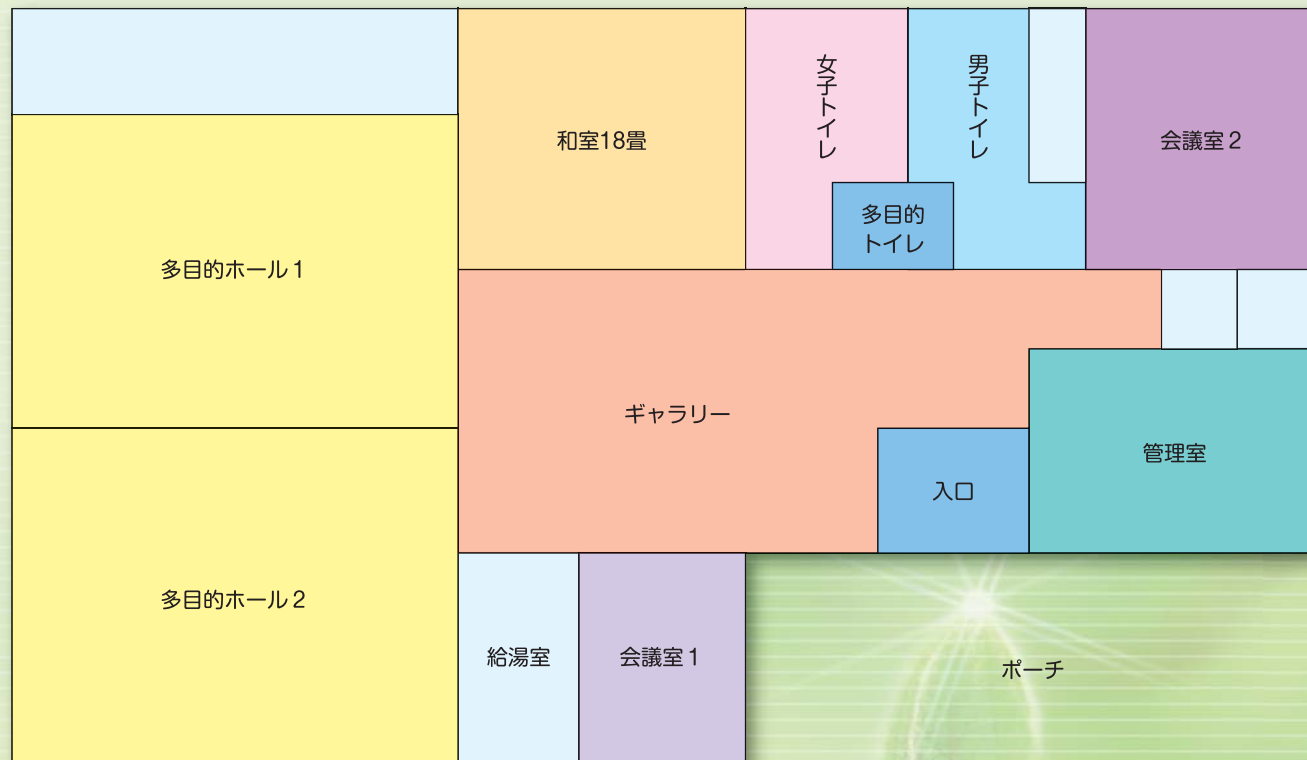 女子トイレ
男子トイレ
和室18畳
会議室2
多目的
トイレ
多目的ホール1
ギャラリー
管理室
入口
多目的ホール2
給湯室
会議室1
ポーチ